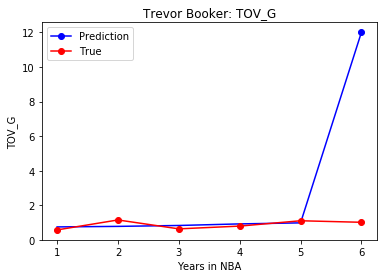 Trevor Booker: TOV_G
Prediction
True
12
10
8
6
4
2
0
TOV_G
1 2 3 4 5 6
Years in NBA